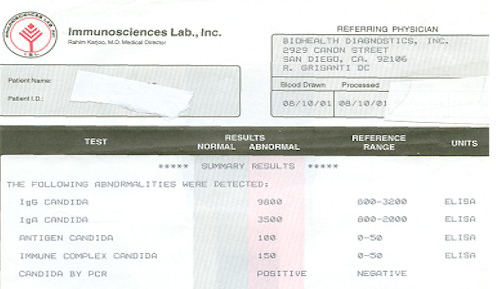 Immunosciences Lab., Inc.
Rahim Karjoo, M.D. Medical Director
REFERRING PHYSICIAN
BIOHEALTH DIAGNOSTICS, INC.
2929 CANON STREET
SAN DIEGO, CA. 92106
R. GRISANTI DC
Patient Name:
Patient I.D.:
Blood Drawn Processed
08/10/01 08/10/01
TEST RESULTS NORMAL ABNORMAL REFERENCE RANGE UNITS
***** SUMMARY RESULTS *****
THE FOLLOWING ABNORMALITIES WERE DETECTED:
IgG CANDIDA 9800 600-3200 ELISA
IgA CANDIDA 3500 600-2000 ELISA
ANTIGEN CANDIDA 100 0-50 ELISA
IMMUNE COMPLEX CANDIDA 150 0-50 ELISA
CANDIDA BY PCR POSITIVE NEGATIVE